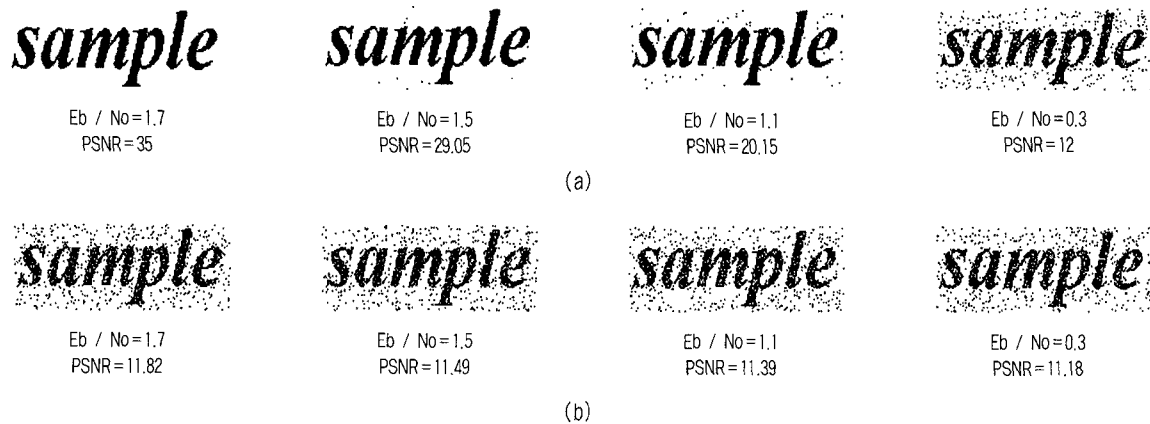 sample sample sample sample
Eb / No=1.7 Eb / No=1.5 Eb / No=1.1 Eb / No=0.3
PSNR=35 PSNR=29.05 PSNR=20.15 PSNR=12
(a)
sample sample sample sample
Eb / No=1.7 Eb / No=1.5 Eb / No=1.1 Eb / No=0.3
PSNR=11.82 PSNR=11.49 PSNR=11.39 PSNR=11.18
(b)